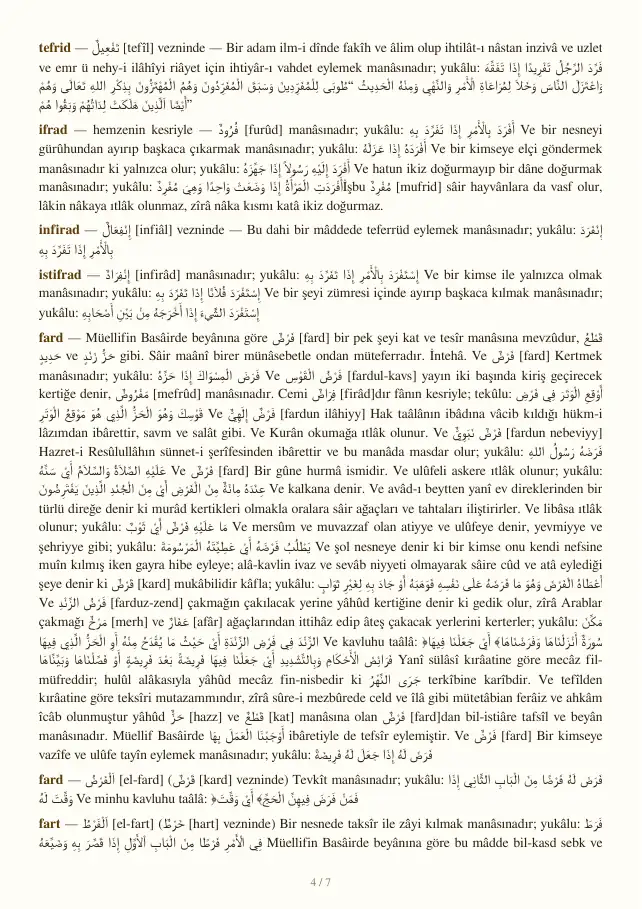 tefrid — تَفْعِيلٌ [tefîl] vezninde — Bir adam ilm-i dînde fakîh ve âlim olup ihtilât-ı nâstan inzivâ ve uzlet
ve emr ü nehy-i ilâhîyi riâyet için ihtiyâr-ı vahdet eylemek manâsınadır; yukâlu: فَرَّدَ الرَّجُلُ تَفْرِيدًا إِذَا تَفَقَّهَ
وَاعْتَزَلَ النَّاسَ وَخَلَا لِمُرَاعَاةِ الْأَمْرِ وَالنَّهْيِ وَمِنْهُ الْحَدِيثُ “طُوبَى لِلْمُفَرِّدِينَ وَسَبَقَ الْمُفَرِّدُونَ وَهُمُ الْمُهْتَزُّونَ بِذِكْرِ اللهِ تَعَالَى وَهُمْ
أَيْضًا اَلَّذِينَ هَلَكَتْ لِدَاتُهُمْ وَبَقُوا هُمْ”
ifrad — hemzenin kesriyle — فُرُودٌ [furûd] manâsınadır; yukâlu: أَفْرَدَ بِالْأَمْرِ إِذَا تَفَرَّدَ بِهِ Ve bir nesneyi
gürûhundan ayırıp başkaca çıkarmak manâsınadır; yukâlu: أَفْرَدَهُ إِذَا عَزَلَهُ Ve bir kimseye elçi göndermek
manâsınadır ki yalnızca olur; yukâlu: أَفْرَدَ إِلَيْهِ رَسُولاً إِذَا جَهَّزَهُ Ve hatun ikiz doğurmayıp bir dâne doğurmak
manâsınadır; yukâlu: أَفْرَدَتِ الْمَرْأَةُ إِذَا وَضَعَتْ وَاحِدًا وَهِيَ مُفْرِدٌ İşbu مُفْرِدٌ [mufrid] sâir hayvânlara da vasf olur,
lâkin nâkaya ıtlâk olunmaz, zîrâ nâka kısmı katâ ikiz doğurmaz.
infirad — إِنْفِعَالٌ [infiâl] vezninde — Bu dahi bir mâddede teferrüd eylemek manâsınadır; yukâlu: إِنْفَرَدَ
بِالْأَمْرِ إِذَا تَفَرَّدَ بِهِ
istifrad — إِنْفِرَادٌ [infirâd] manâsınadır; yukâlu: إِسْتَفْرَدَ بِالْأَمْرِ إِذَا تَفَرَّدَ بِهِ Ve bir kimse ile yalnızca olmak
manâsınadır; yukâlu: إِسْتَفْرَدَ فُلَانًا إِذَا تَفَرَّدَ بِهِ Ve bir şeyi zümresi içinde ayırıp başkaca kılmak manâsınadır;
yukâlu: إِسْتَفْرَدَ الشَّيْءَ إِذَا أَخْرَجَهُ مِنْ بَيْنِ أَصْحَابِهِ
fard — Müellifin Basâirde beyânına göre فَرْضٌ [fard] bir pek şeyi kat ve tesîr manâsına mevzûdur, قَطْعُ
حَدِيدٍ ve حَزُّ زَنْدٍ gibi. Sâir maânî birer münâsebetle ondan müteferradır. İntehâ. Ve فَرْضٌ [fard] Kertmek
manâsınadır; yukâlu: فَرَضَ الْمِسْوَاكَ إِذَا حَزَّهُ Ve فَرْضُ الْقَوْسِ [fardul-kavs] yayın iki başında kiriş geçirecek
kertiğe denir, مَفْرُوضٌ [mefrûd] manâsınadır. Cemi فِرَاضٌ [firâd]dır fânın kesriyle; tekûlu: أَوْقِعِ الْوَتَرَ فِي فَرْضِ
قَوْسِكَ وَهُوَ الْحَزُّ الَّذِي هُوَ مَوْقِعُ الْوَتَرِ Ve فَرْضٌ إِلَهِيٌّ [fardun ilâhiyy] Hak taâlânın ibâdına vâcib kıldığı hükm-i
lâzımdan ibârettir, savm ve salât gibi. Ve Kurân okumağa ıtlâk olunur. Ve فَرْضٌ نَبَوِيٌّ [fardun nebeviyy]
Hazret-i Resûlullâhın sünnet-i şerîfesinden ibârettir ve bu manâda masdar olur; yukâlu: فَرَضَهُ رَسُولُ اللهِ
عَلَيْهِ الصَّلَاةُ وَالسَّلَامُ أَيْ سَنَّهُ Ve فَرْضٌ [fard] Bir gûne hurmâ ismidir. Ve ulûfeli askere ıtlâk olunur; yukâlu:
عِنْدَهُ مِائَةٌ مِنَ الْفَرْضِ أَيْ مِنَ الْجُنْدِ الَّذِينَ يَفْتَرِضُونَ Ve kalkana denir. Ve avâd-ı beytten yanî ev direklerinden bir
türlü direğe denir ki murâd kertikleri olmakla oralara sâir ağaçları ve tahtaları iliştirirler. Ve libâsa ıtlâk
olunur; yukâlu: مَا عَلَيْهِ فَرْضٌ أَيْ ثَوْبٌ Ve mersûm ve muvazzaf olan atiyye ve ulûfeye denir, yevmiyye ve
şehriyye gibi; yukâlu: يَطْلُبُ فَرْضَهُ أَيْ عَطِيَّتَهُ الْمَرْسُومَةَ Ve şol nesneye denir ki bir kimse onu kendi nefsine
muîn kılmış iken gayra hibe eyleye; alâ-kavlin ivaz ve sevâb niyyeti olmayarak sâire cûd ve atâ eylediği
şeye denir ki قَرْضٌ [kard] mukâbilidir kâfla; yukâlu: أَعْطَاهُ الْفَرْضَ وَهُوَ مَا فَرَضَهُ عَلَى نَفْسِهِ فَوَهَبَهُ أَوْ جَادَ بِهِ لِغَيْرِ ثَوَابٍ
Ve فَرْضُ الزَّنْدِ [farduz-zend] çakmağın çakılacak yerine yâhûd kertiğine denir ki gedik olur, zîrâ Arablar
çakmağı مَرْخٌ [merh] ve عَفَارٌ [afâr] ağaçlarından ittihâz edip âteş çakacak yerlerini kerterler; yukâlu: مَكَّنَ
الزَّنْدَ فِي فَرْضِ الزَّنْدَةِ أَيْ حَيْثُ مَا يُقْدَحُ مِنْهُ أَوِ الْحَزُّ الَّذِي فِيهَا Ve kavluhu taâlâ: ﴿سُورَةٌ أَنْزَلْنَاهَا وَفَرَضْنَاهَا﴾ أَيْ جَعَلْنَا فِيهَا
فَرَائِضَ الْأَحْكَامِ وَبِالتَّشْدِيدِ أَيْ جَعَلْنَا فِيهَا فَرِيضَةً بَعْدَ فَرِيضَةٍ أَوْ فَصَّلْنَاهَا وَبَيَّنَّاهَا Yanî sülâsî kırâatine göre mecâz fil-
müfreddir; hulûl alâkasıyla yâhûd mecâz fin-nisbedir ki جَرَى النَّهْرُ terkîbine karîbdir. Ve tefîlden
kırâatine göre teksîri mutazammındır, zîrâ sûre-i mezbûrede celd ve îlâ gibi mütetâbian ferâiz ve ahkâm
îcâb olunmuştur yâhûd حَزٌّ [hazz] ve قَطْعٌ [kat] manâsına olan فَرْضٌ [fard]dan bil-istiâre tafsîl ve beyân
manâsınadır. Müellif Basâirde أَوْجَبْنَا الْعَمَلَ بِهَا ibâretiyle de tefsîr eylemiştir. Ve فَرْضٌ [fard] Bir kimseye
vazîfe ve ulûfe tayîn eylemek manâsınadır; yukâlu: فَرَضَ لَهُ إِذَا جَعَلَ لَهُ فَرِيضَةً
fard — اَلْفَرْضُ [el-fard] (قَرْضٌ [kard] vezninde) Tevkît manâsınadır; yukâlu: فَرَضَ لَهُ فَرْضًا مِنَ الْبَابِ الثَّانِي إِذَا
وَقَّتَ لَهُ Ve minhu kavluhu taâlâ: ﴿فَمَنْ فَرَضَ فِيهِنَّ الْحَجَّ﴾ أَيْ وَقَّتَ
fart — اَلْفَرْطُ [el-fart] (خَرْطٌ [hart] vezninde) Bir nesnede taksîr ile zâyi kılmak manâsınadır; yukâlu: فَرَطَ
فِي الْأَمْرِ فَرْطًا مِنَ الْبَابِ اَلْأَوَّلِ إِذَا قَصَّرَ بِهِ وَضَيَّعَهُ Müellifin Basâirde beyânına göre bu mâdde bil-kasd sebk ve
4 / 7